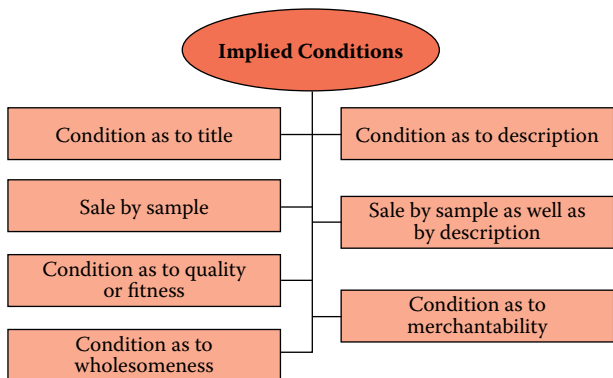 Implied Conditions
Condition as to title
Condition as to description
Sale by sample
Sale by sample as well as
by description
Condition as to quality
or fitness
Condition as to
merchantability
Condition as to
wholesomeness